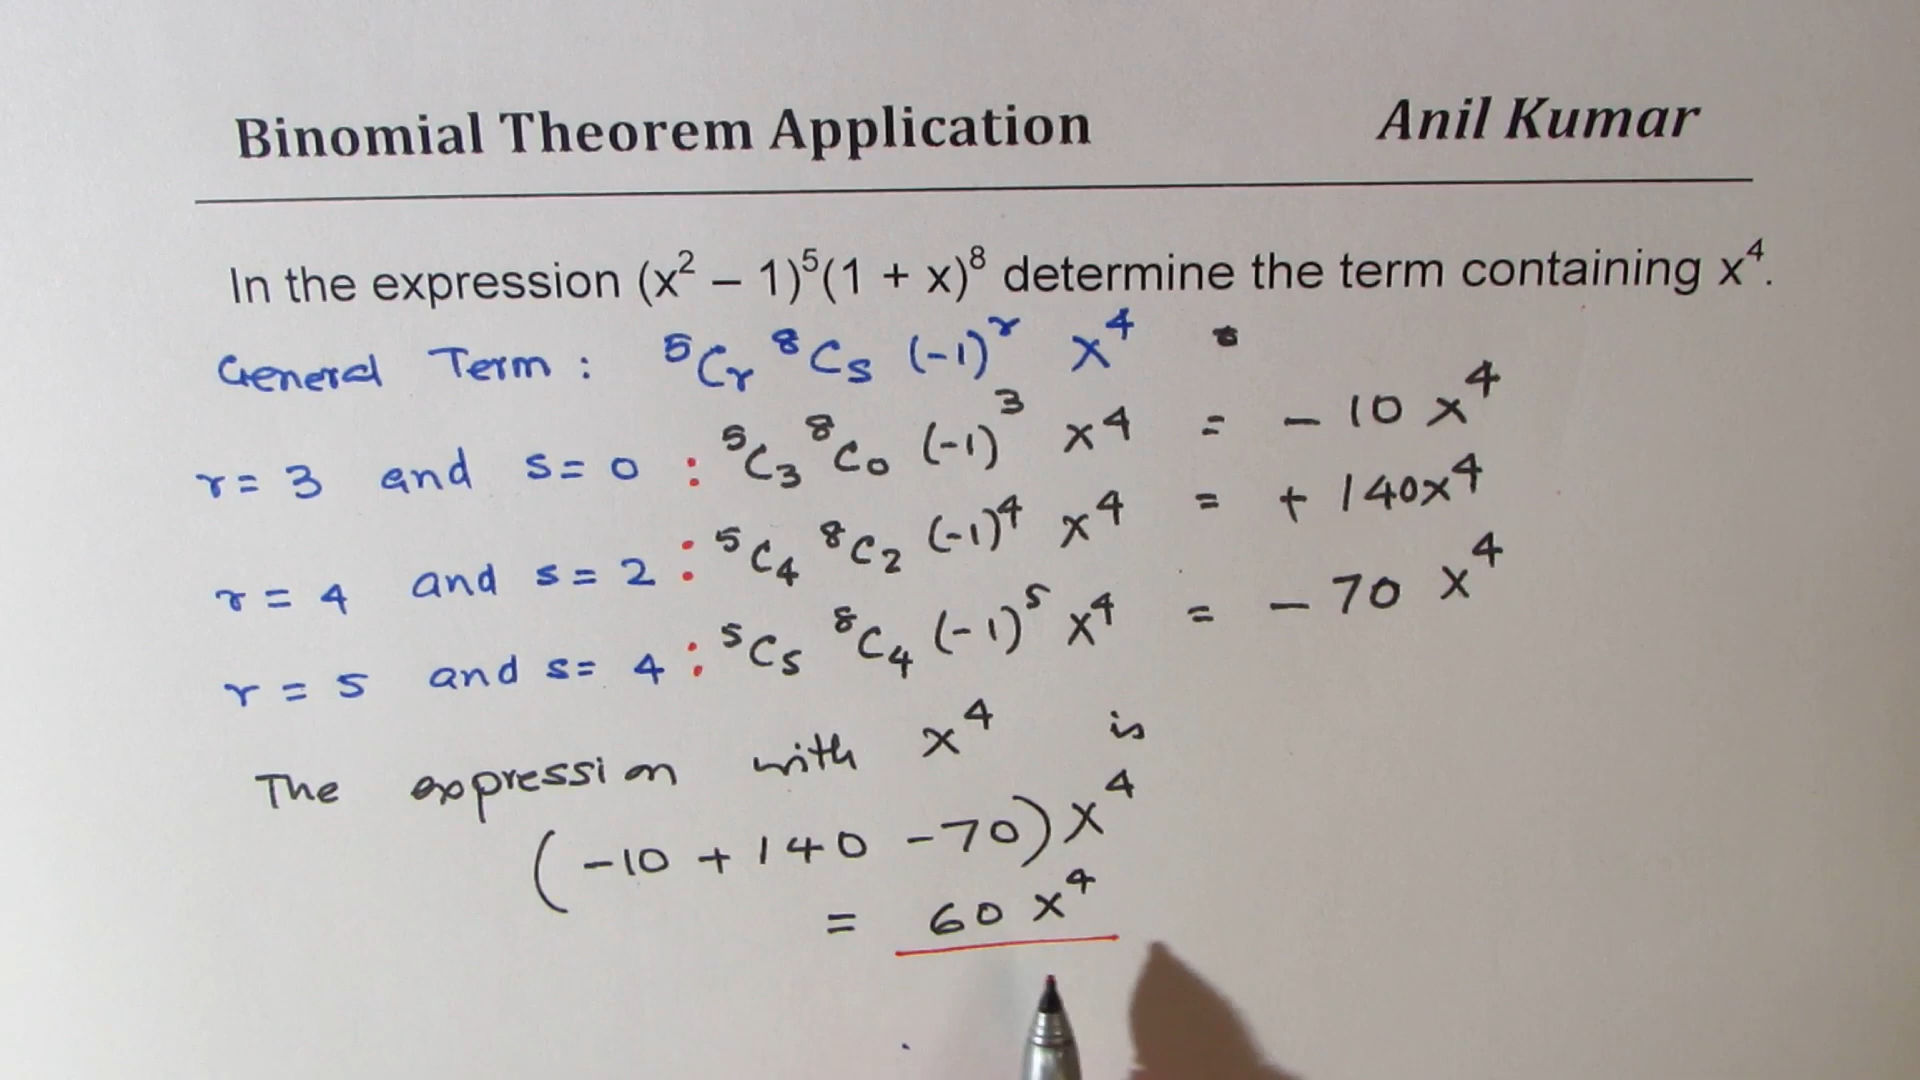 Binomial Theorem Application Anil Kumar
In the expression (x² – 1)⁵(1 + x)⁸ determine the term containing x⁴.
General Term : ⁵Cᵣ ⁸Cₛ (-1)ʳ x⁴
r = 3 and s = 0 : ⁵C₃ ⁸C₀ (-1)³ x⁴ = - 10 x⁴
r = 4 and s = 2 : ⁵C₄ ⁸C₂ (-1)⁴ x⁴ = + 140x⁴
r = 5 and s = 4 : ⁵C₅ ⁸C₄ (-1)⁵ x⁴ = - 70 x⁴
The expression with x⁴ is
(-10 + 140 - 70) x⁴
= 60 x⁴